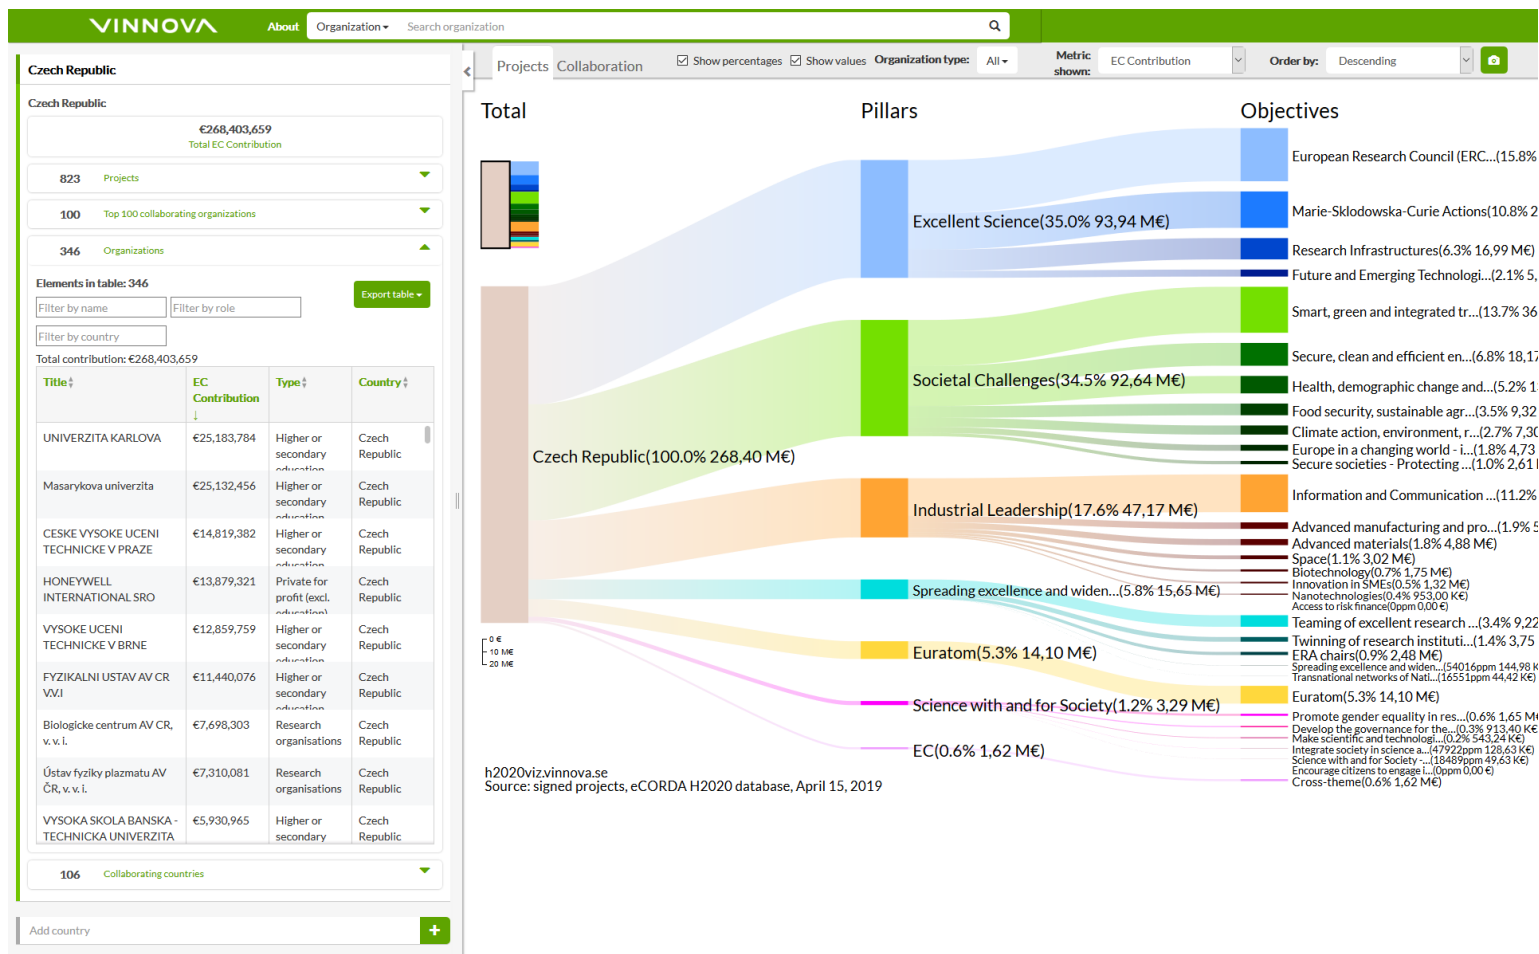 VINNOVA
About
Organization
Search organization
Czech Republic
Czech Republic
€268,403,659
Total EC Contribution
823 Projects
100 Top 100 collaborating organizations
346 Organizations
Elements in table: 346
Export table
Filter by name
Filter by role
Filter by country
Total contribution: €268,403,659
Title EC Contribution ↓ Type Country
UNIVERZITA KARLOVA €25,183,784 Higher or secondary education Czech Republic
Masarykova univerzita €25,132,456 Higher or secondary education Czech Republic
CESKE VYSOKE UCENI TECHNICKE V PRAZE €14,819,382 Higher or secondary education Czech Republic
HONEYWELL INTERNATIONAL SRO €13,879,321 Private for profit (excl. education) Czech Republic
VYSOKE UCENI TECHNICKE V BRNE €12,859,759 Higher or secondary education Czech Republic
FYZIKALNI USTAV AV CR V.V.I €11,440,076 Higher or secondary education Czech Republic
Biologicke centrum AV CR, v. v. i. €7,698,303 Research organisations Czech Republic
Ústav fyziky plazmatu AV ČR, v. v. i. €7,310,081 Research organisations Czech Republic
VYSOKA SKOLA BANSKA - TECHNICKA UNIVERZITA €5,930,965 Higher or secondary Czech Republic
106 Collaborating countries
Add country
+
Projects Collaboration
Show percentages
Show values
Organization type: All
Metric shown: EC Contribution
Order by: Descending
Total
Pillars
Objectives
Czech Republic(100.0% 268,40 M€)
0 €
10 M€
20 M€
Excellent Science(35.0% 93,94 M€)
Societal Challenges(34.5% 92,64 M€)
Industrial Leadership(17.6% 47,17 M€)
Spreading excellence and widen...(5.8% 15,65 M€)
Euratom(5.3% 14,10 M€)
Science with and for Society(1.2% 3,29 M€)
EC(0.6% 1,62 M€)
European Research Council (ERC...(15.8%
Marie-Sklodowska-Curie Actions(10.8% 2
Research Infrastructures(6.3% 16,99 M€)
Future and Emerging Technologi...(2.1% 5,
Smart, green and integrated tr...(13.7% 36
Secure, clean and efficient en...(6.8% 18,17
Health, demographic change and...(5.2% 1
Food security, sustainable agr...(3.5% 9,32
Climate action, environment, r...(2.7% 7,30
Europe in a changing world - i...(1.8% 4,73
Secure societies - Protecting ...(1.0% 2,61
Information and Communication ...(11.2%
Advanced manufacturing and pro...(1.9% 5
Advanced materials(1.8% 4,88 M€)
Space(1.1% 3,02 M€)
Biotechnology(0.7% 1,75 M€)
Innovation in SMEs(0.5% 1,32 M€)
Nanotechnologies(0.4% 953,00 K€)
Access to risk finance(0ppm 0,00 €)
Teaming of excellent research ...(3.4% 9,22
Twinning of research instituti...(1.4% 3,75
ERA chairs(0.9% 2,48 M€)
Spreading excellence and widen...(54016ppm 144,98 K
Transnational networks of Nati...(16551ppm 44,42 K€)
Euratom(5.3% 14,10 M€)
Promote gender equality in res...(0.6% 1,65 M€
Develop the governance for the...(0.3% 913,40 K€
Make scientific and technologi...(0.2% 543,24 K€)
Integrate society in science a...(47922ppm 128,63 K€)
Science with and for Society -...(18489ppm 49,63 K€)
Encourage citizens to engage i...(0ppm 0,00 €)
Cross-theme(0.6% 1,62 M€)
h2020viz.vinnova.se
Source: signed projects, eCORDA H2020 database, April 15, 2019